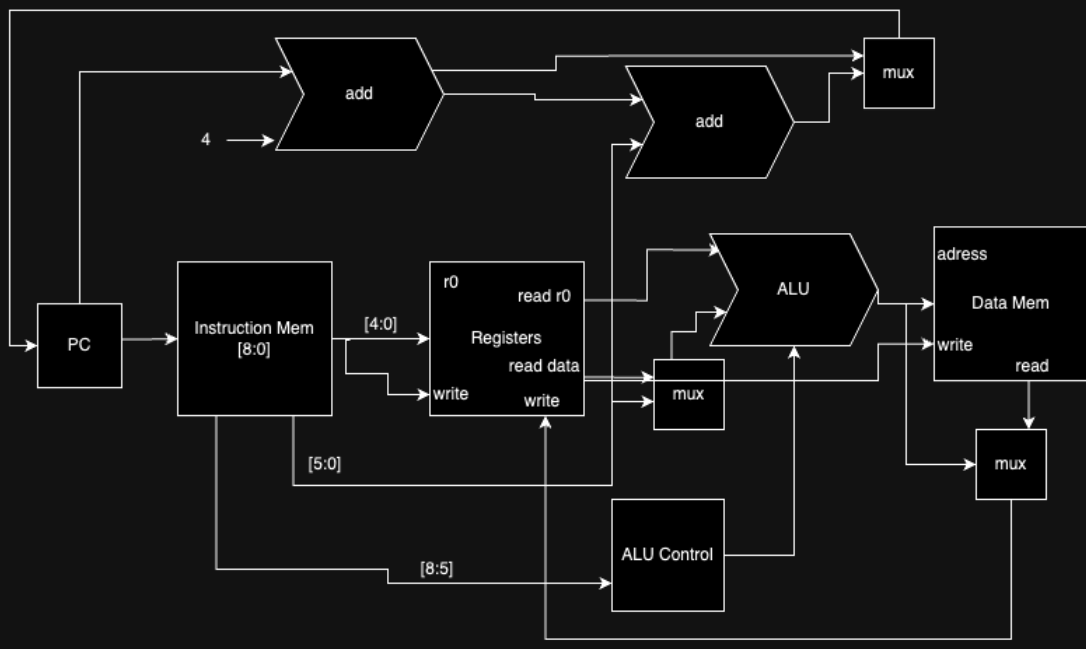 add
mux
add
4
adress
r0
ALU
read r0
Data Mem
[4:0]
Instruction Mem
[8:0]
Registers
PC
write
read data
read
write
mux
write
[5:0]
mux
ALU Control
[8:5]